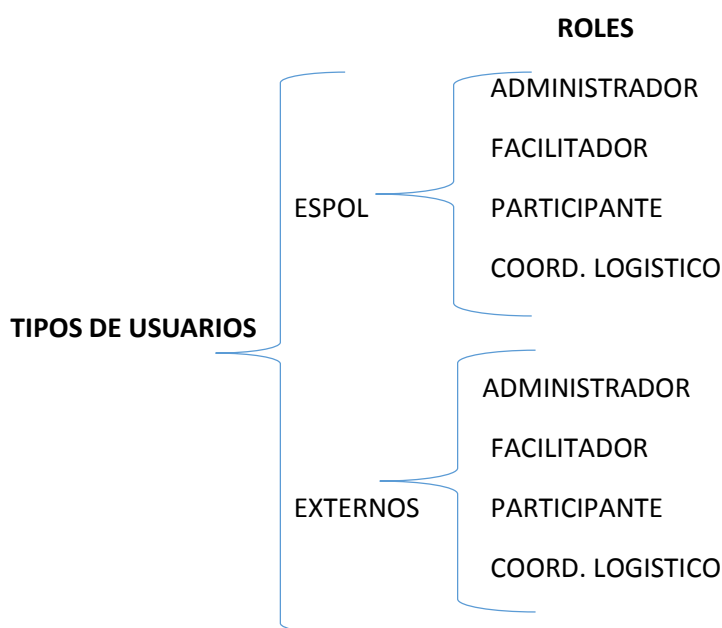 ROLES
ADMINISTRADOR
FACILITADOR
ESPOL
PARTICIPANTE
COORD. LOGISTICO
TIPOS DE USUARIOS
ADMINISTRADOR
FACILITADOR
EXTERNOS
PARTICIPANTE
COORD. LOGISTICO